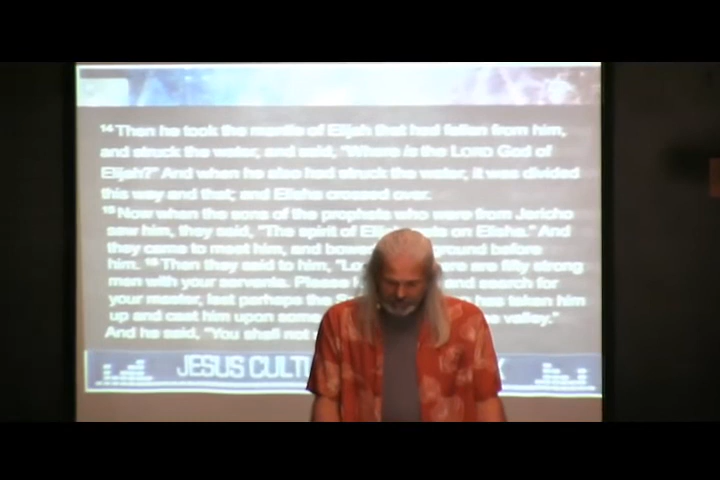 14 Then he took the mantle of Elijah that had fallen from him,
and struck the water, and said, "Where is the LORD God of
Elijah?" And when he also had struck the water, it was divided
this way and that; and Elisha crossed over.
15 Now when the sons of the prophets who were from Jericho
saw him, they said, "The spirit of rests on Elisha." And
they came to meet him, and ground before
him. 16 Then they said to him, are fifty strong
men with your servants. Please and search for
your master, lest perhaps the has taken him
up and cast him upon some valley."
And he said, "You shall not
JESUS